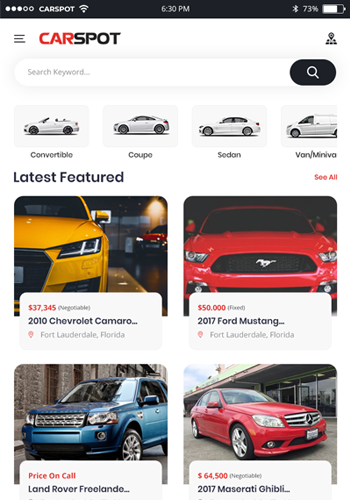 CARSPOT 6:30 PM 73%
CARSPOT
Search Keyword...
Convertible Coupe Sedan Van/Miniva
Latest Featured See All
$37,345 (Negotiable)
2010 Chevrolet Camaro...
Fort Lauderdale, Florida
$50.000 (Fixed)
2017 Ford Mustang...
Fort Lauderdale, Florida
Price On Call
Land Rover Freelande...
$ 64,500 (Negotiable)
2017 Maserati Ghibli...